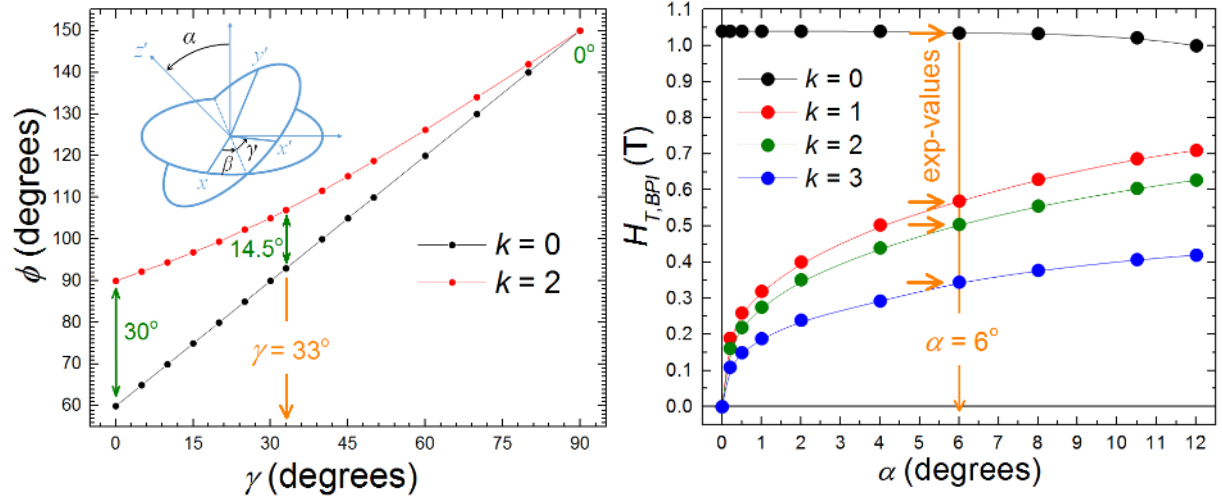 150
140
130
120
110
100
90
80
70
60
ϕ (degrees)
0
15
30
45
60
75
90
γ (degrees)
α
z'
y'
x'
x
β
γ
0°
14.5°
30°
k = 0
k = 2
γ = 33°
1.1
1.0
0.9
0.8
0.7
0.6
0.5
0.4
0.3
0.2
0.1
0.0
H_T,BPI (T)
k = 0
k = 1
k = 2
k = 3
exp-values
α = 6°
0 1 2 3 4 5 6 7 8 9 10 11 12
α (degrees)